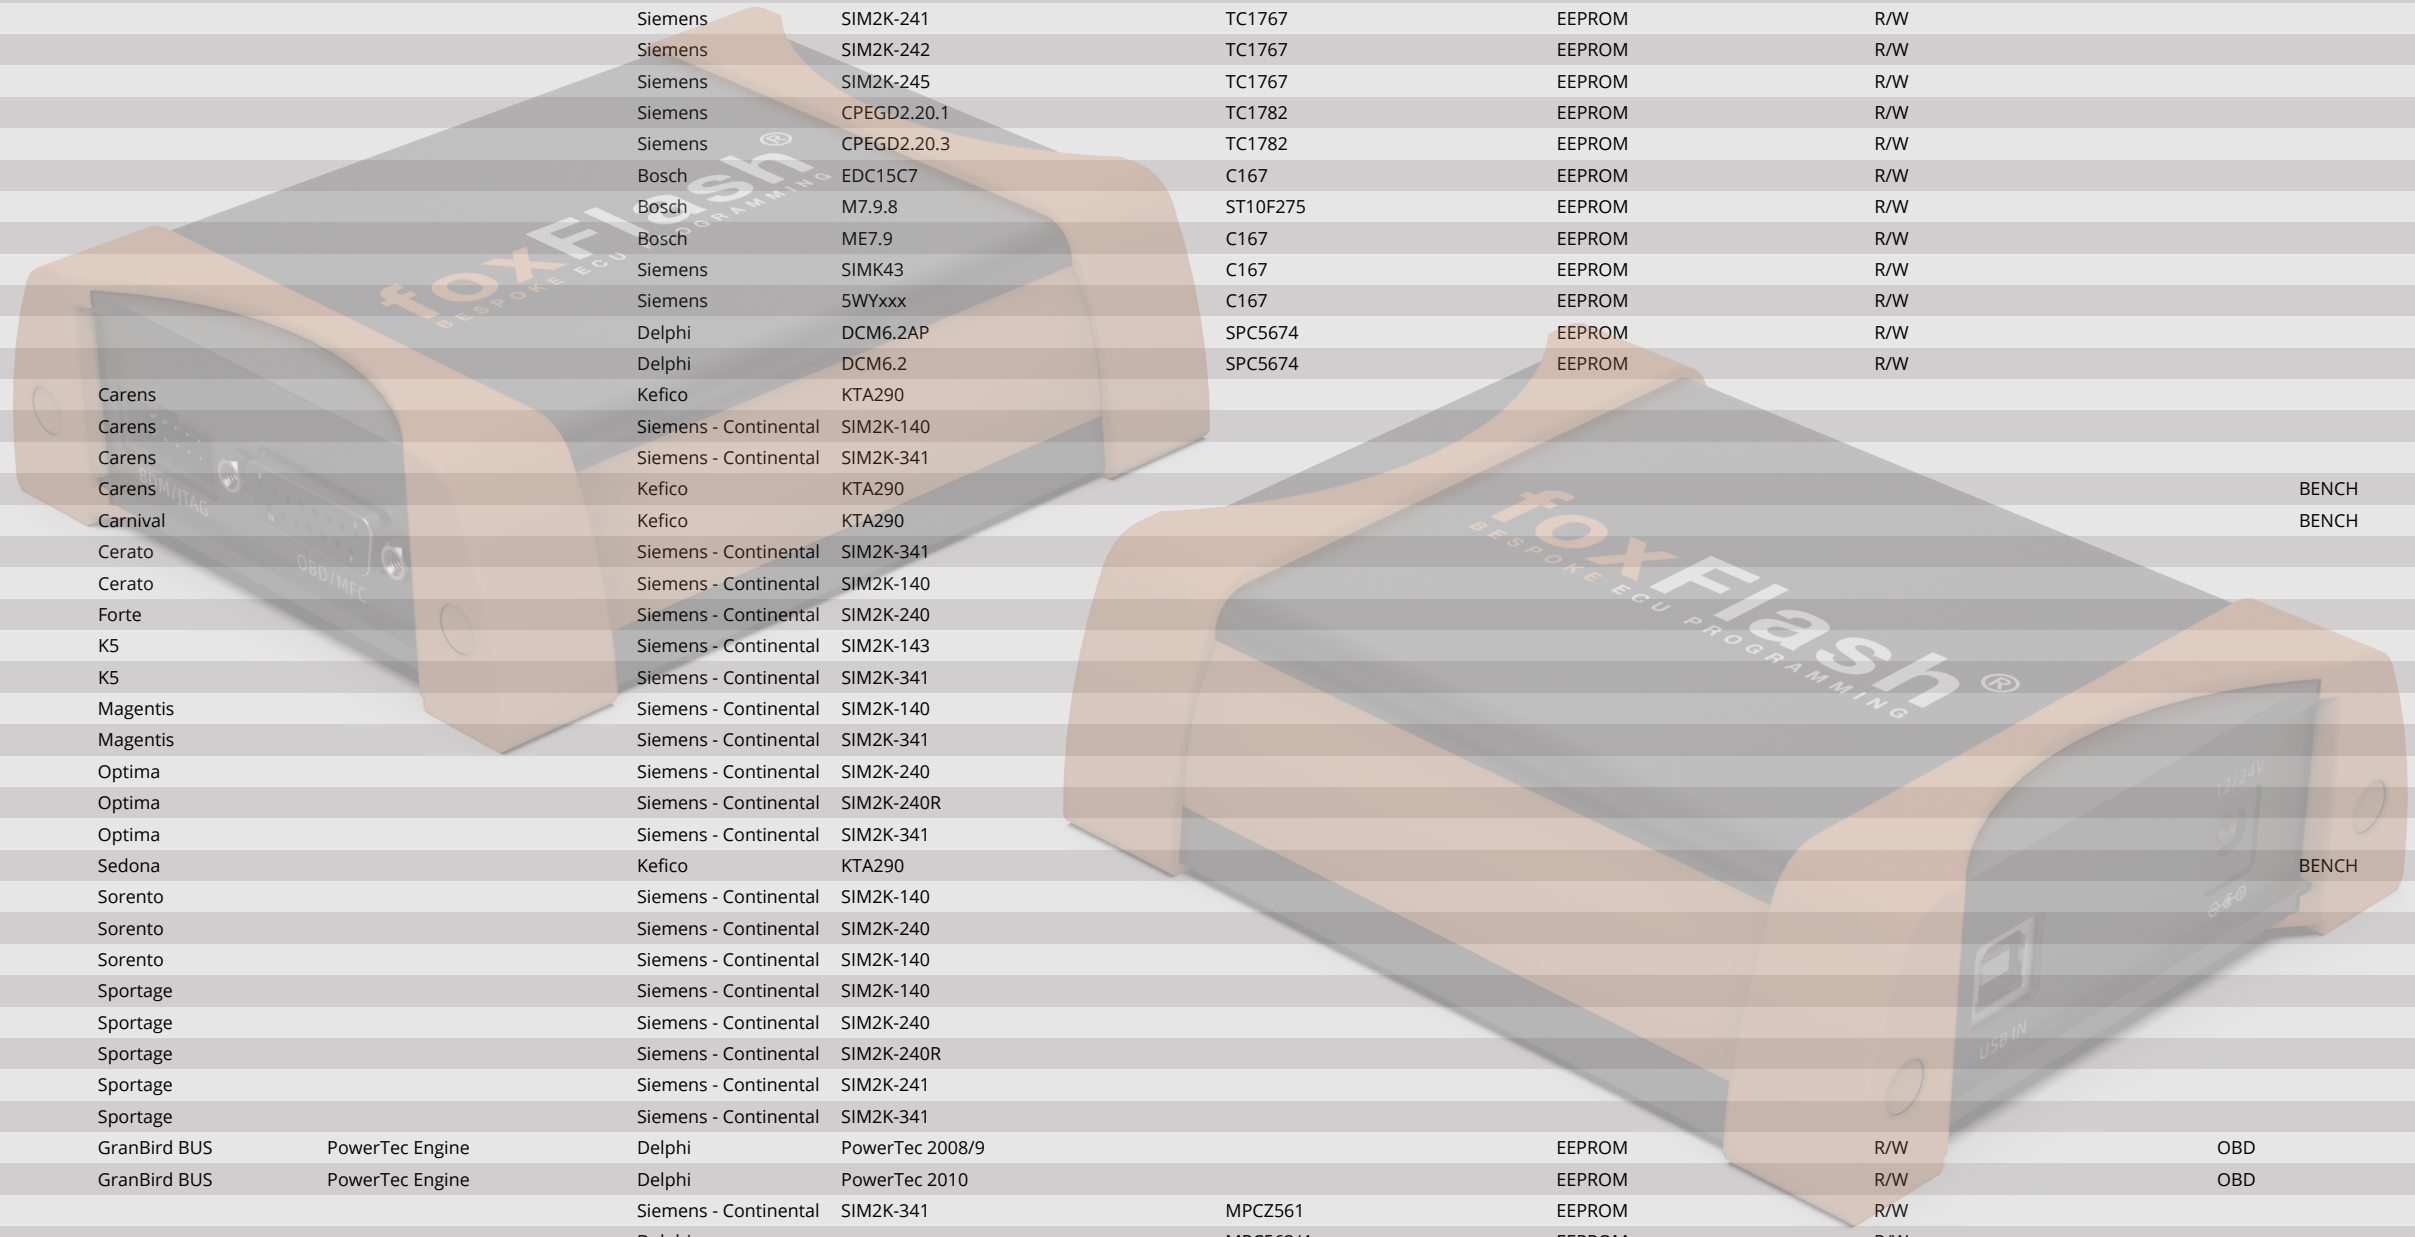 Siemens SIM2K-241 TC1767 EEPROM R/W
Siemens SIM2K-242 TC1767 EEPROM R/W
Siemens SIM2K-245 TC1767 EEPROM R/W
Siemens CPEGD2.20.1 TC1782 EEPROM R/W
Siemens CPEGD2.20.3 TC1782 EEPROM R/W
Bosch EDC15C7 C167 EEPROM R/W
Bosch M7.9.8 ST10F275 EEPROM R/W
Bosch ME7.9 C167 EEPROM R/W
Siemens SIMK43 C167 EEPROM R/W
Siemens 5WYxxx C167 EEPROM R/W
Delphi DCM6.2AP SPC5674 EEPROM R/W
Delphi DCM6.2 SPC5674 EEPROM R/W
Carens Kefico KTA290
Carens Siemens - Continental SIM2K-140
Carens Siemens - Continental SIM2K-341
Carens Kefico KTA290 BENCH
Carnival Kefico KTA290 BENCH
Cerato Siemens - Continental SIM2K-341
Cerato Siemens - Continental SIM2K-140
Forte Siemens - Continental SIM2K-240
K5 Siemens - Continental SIM2K-143
K5 Siemens - Continental SIM2K-341
Magentis Siemens - Continental SIM2K-140
Magentis Siemens - Continental SIM2K-341
Optima Siemens - Continental SIM2K-240
Optima Siemens - Continental SIM2K-240R
Optima Siemens - Continental SIM2K-341
Sedona Kefico KTA290 BENCH
Sorento Siemens - Continental SIM2K-140
Sorento Siemens - Continental SIM2K-240
Sorento Siemens - Continental SIM2K-140
Sportage Siemens - Continental SIM2K-140
Sportage Siemens - Continental SIM2K-240
Sportage Siemens - Continental SIM2K-240R
Sportage Siemens - Continental SIM2K-241
Sportage Siemens - Continental SIM2K-341
GranBird BUS PowerTec Engine Delphi PowerTec 2008/9 EEPROM R/W OBD
GranBird BUS PowerTec Engine Delphi PowerTec 2010 EEPROM R/W OBD
Siemens - Continental SIM2K-341 MPCZ561 EEPROM R/W
foxFlash®
BESPOKE ECU PROGRAMMING
BDM/JTAG
OBD/MFC
foxFlash®
BESPOKE ECU PROGRAMMING
12/24V
USB IN